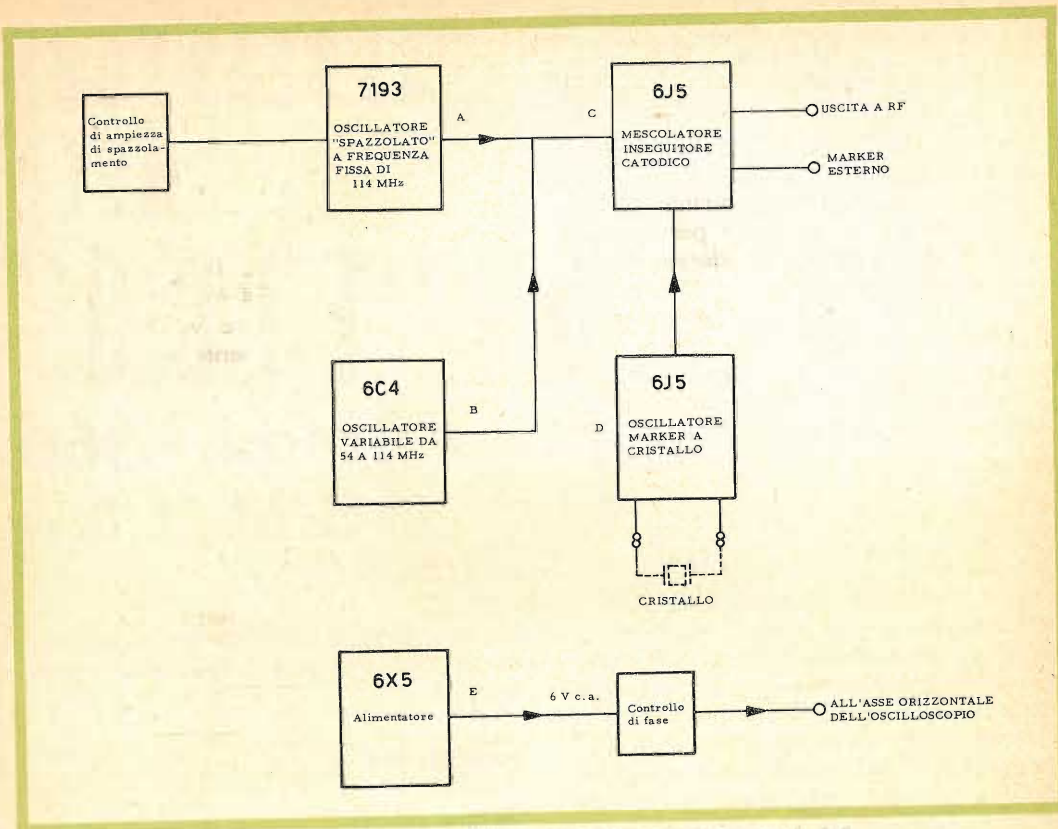 Controllo
di ampiezza
di spazzola-
mento
7193
OSCILLATORE
"SPAZZOLATO"
A FREQUENZA
FISSA DI
114 MHz
A
C
6J5
MESCOLATORE
INSEGUITORE
CATODICO
USCITA A RF
MARKER
ESTERNO
6C4
OSCILLATORE
VARIABILE DA
54 A 114 MHz
B
D
6J5
OSCILLATORE
MARKER A
CRISTALLO
CRISTALLO
6X5
Alimentatore
E
6 V c.a.
Controllo
di fase
ALL'ASSE ORIZZONTALE
DELL'OSCILLOSCOPIO